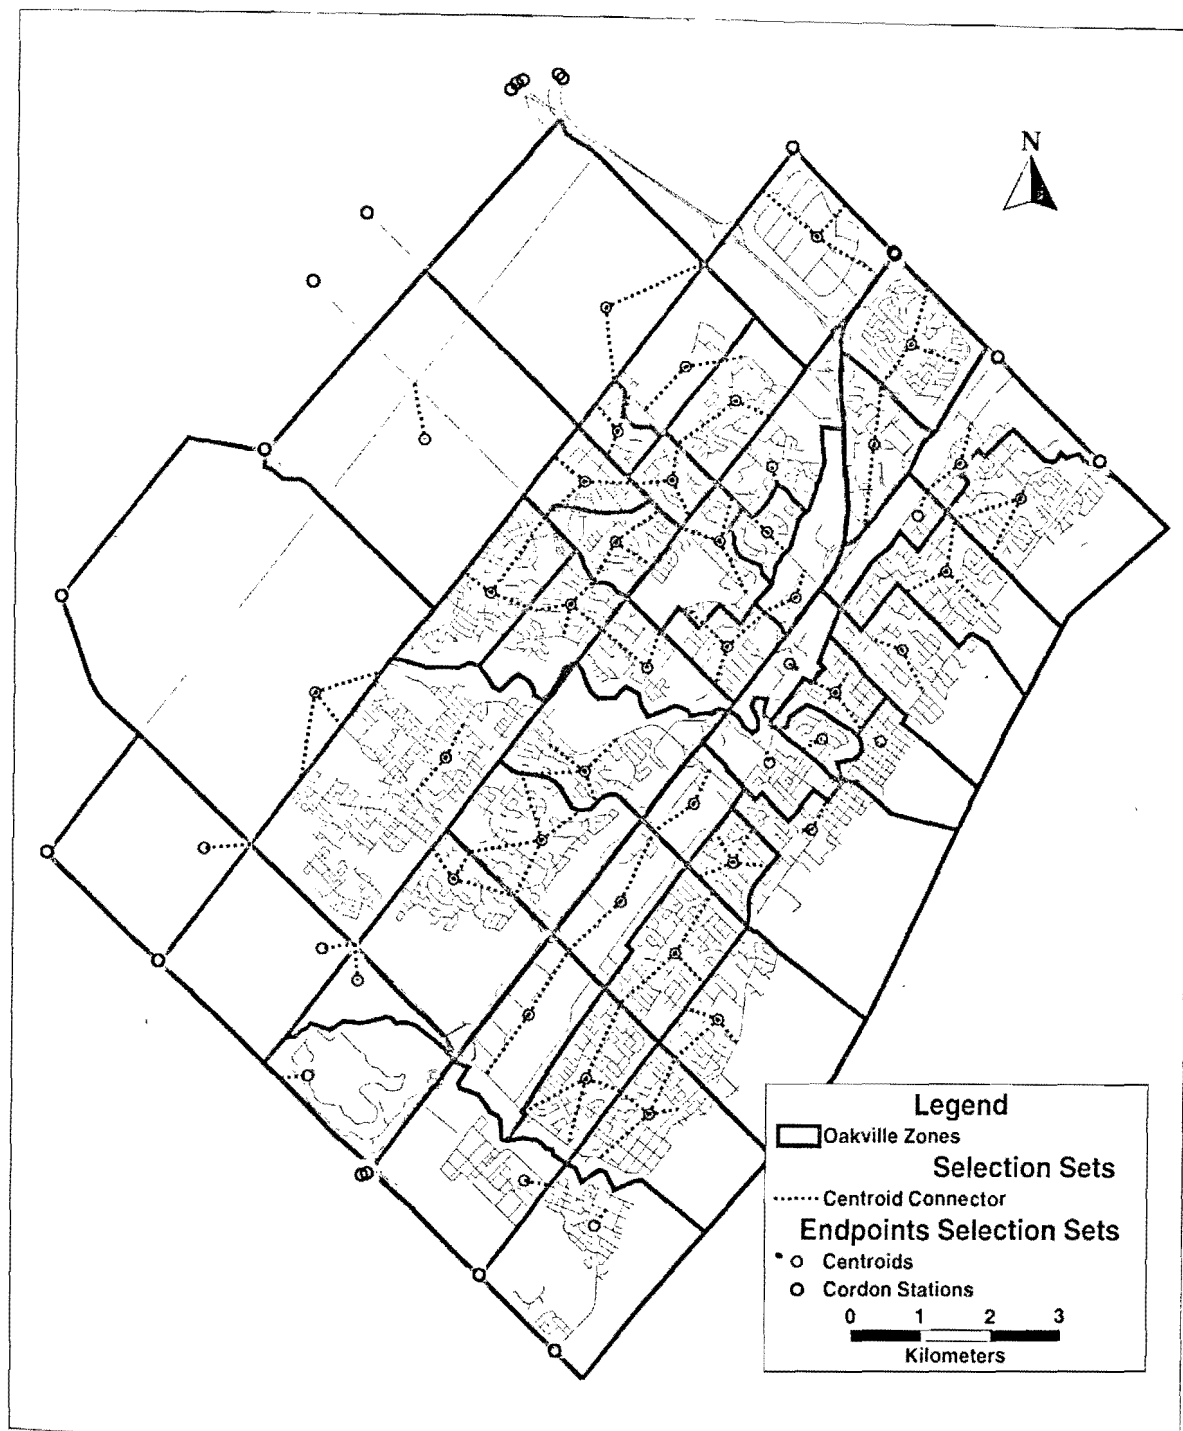 N
Legend
Oakville Zones
Selection Sets
Centroid Connector
Endpoints Selection Sets
Centroids
Cordon Stations
0 1 2 3
Kilometers